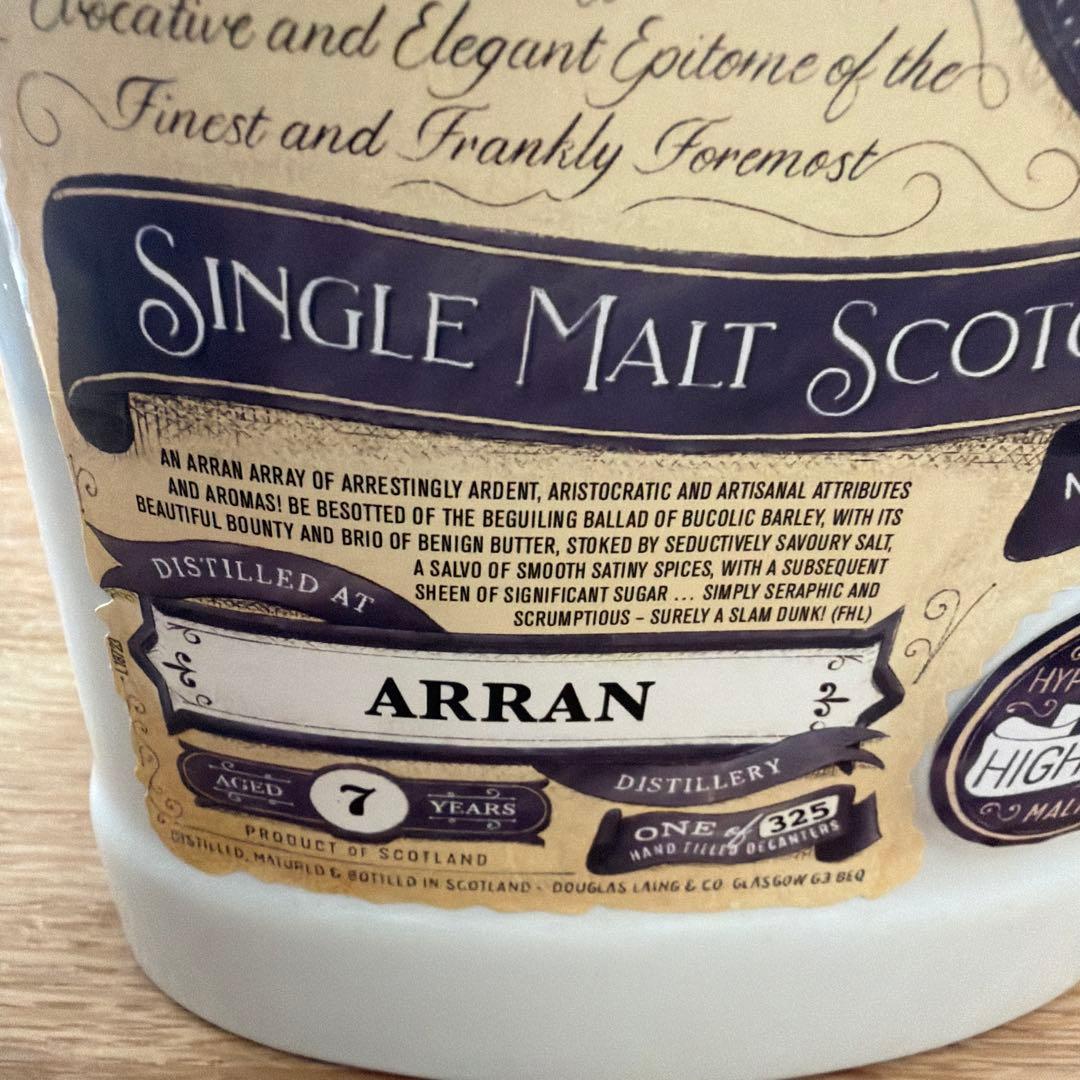 Evocative and Elegant Epitome of the
Finest and Frankly Foremost
SINGLE MALT SCOTC
AN ARRAN ARRAY OF ARRESTINGLY ARDENT, ARISTOCRATIC AND ARTISANAL ATTRIBUTES
AND AROMAS! BE BESOTTED OF THE BEGUILING BALLAD OF BUCOLIC BARLEY, WITH ITS
BEAUTIFUL BOUNTY AND BRIO OF BENIGN BUTTER, STOKED BY SEDUCTIVELY SAVOURY SALT,
A SALVO OF SMOOTH SATINY SPICES, WITH A SUBSEQUENT
SHEEN OF SIGNIFICANT SUGAR ... SIMPLY SERAPHIC AND
SCRUMPTIOUS – SURELY A SLAM DUNK! (FHL)
DISTILLED AT
ARRAN
DISTILLERY
AGED 7 YEARS
ONE of 325
HAND FILLED DECANTERS
PRODUCT OF SCOTLAND
DISTILLED, MATURED & BOTTLED IN SCOTLAND - DOUGLAS LAING & CO GLASGOW G3 6EQ
HYP
HIGH
MAL